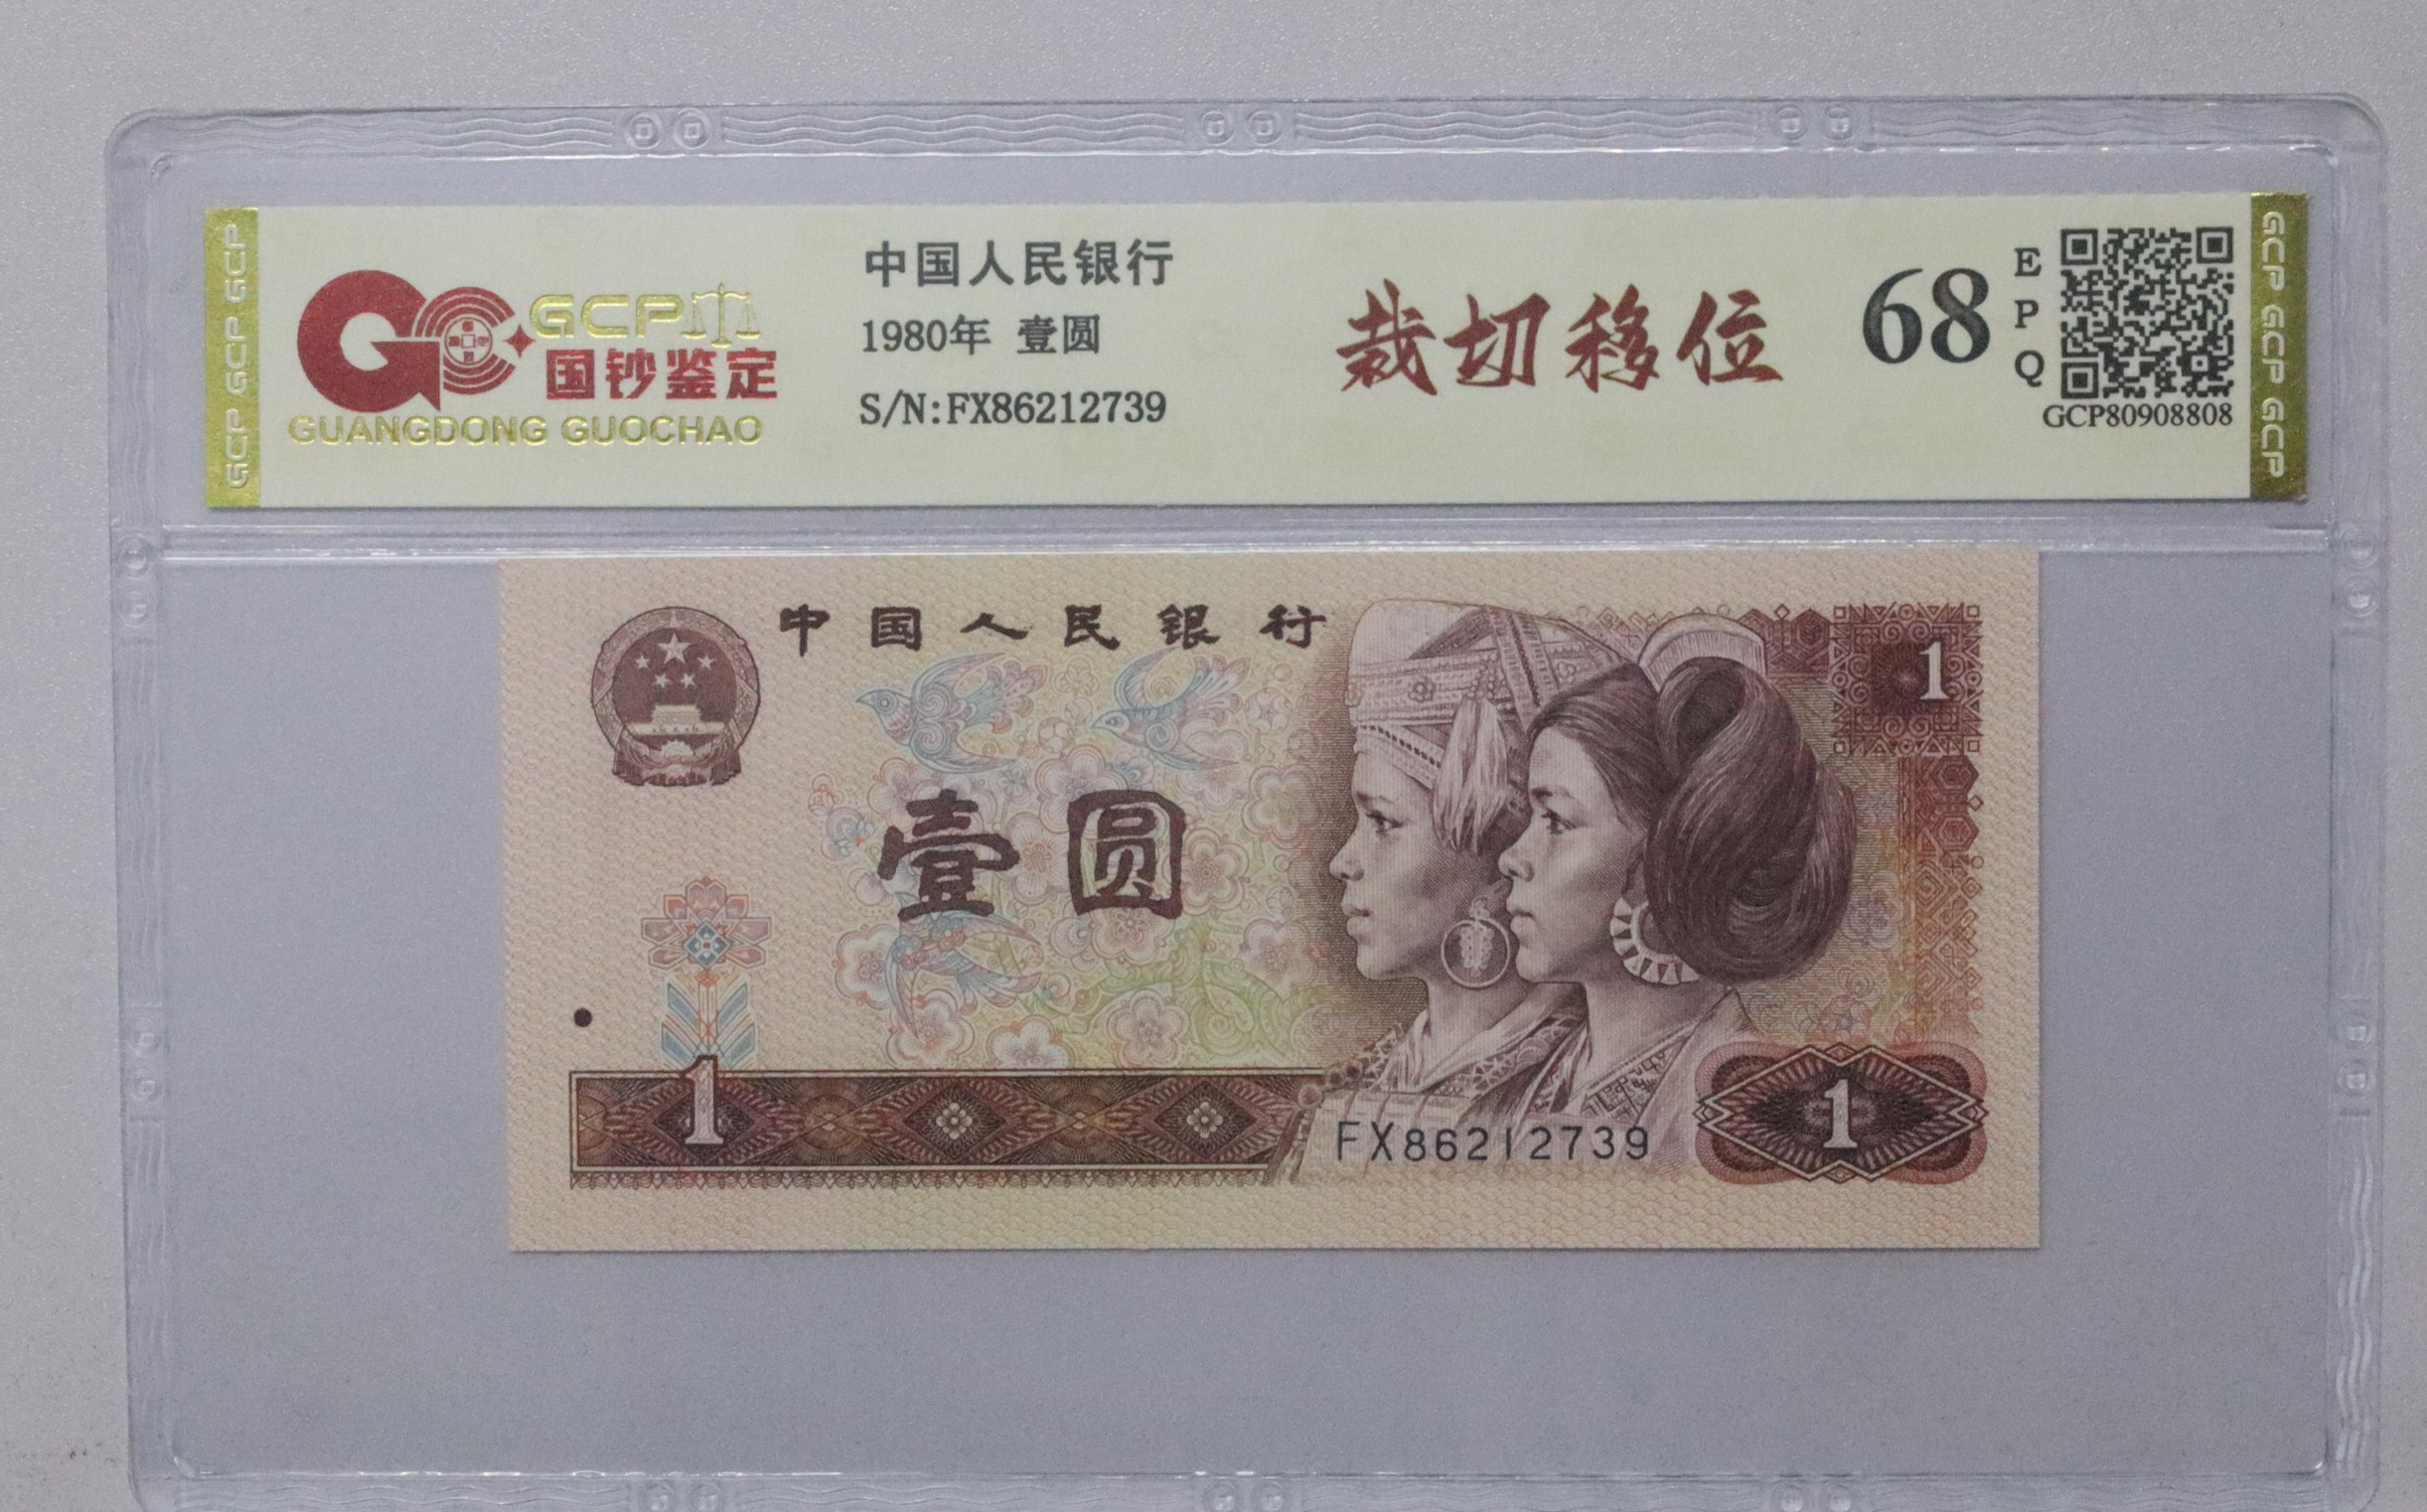 GCP GCP GCP
GCP
国钞鉴定
GUANGDONG GUOCHAO
中国人民银行
1980年 壹圆
S/N:FX86212739
裁切移位
68
EPQ
GCP80908808
GCP GCP GCP
中国人民银行
1
壹圆
1
FX86212739
1